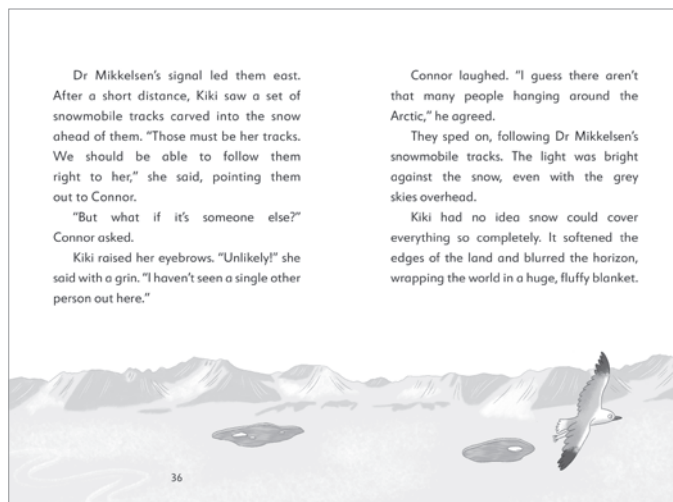 Dr Mikkelsen's signal led them east.
After a short distance, Kiki saw a set of
snowmobile tracks carved into the snow
ahead of them. “Those must be her tracks.
We should be able to follow them
right to her,” she said, pointing them
out to Connor.
“But what if it's someone else?”
Connor asked.
Kiki raised her eyebrows. “Unlikely!” she
said with a grin. “I haven't seen a single other
person out here.”
36
Connor laughed. “I guess there aren't
that many people hanging around the
Arctic,” he agreed.
They sped on, following Dr Mikkelsen's
snowmobile tracks. The light was bright
against the snow, even with the grey
skies overhead.
Kiki had no idea snow could cover
everything so completely. It softened the
edges of the land and blurred the horizon,
wrapping the world in a huge, fluffy blanket.